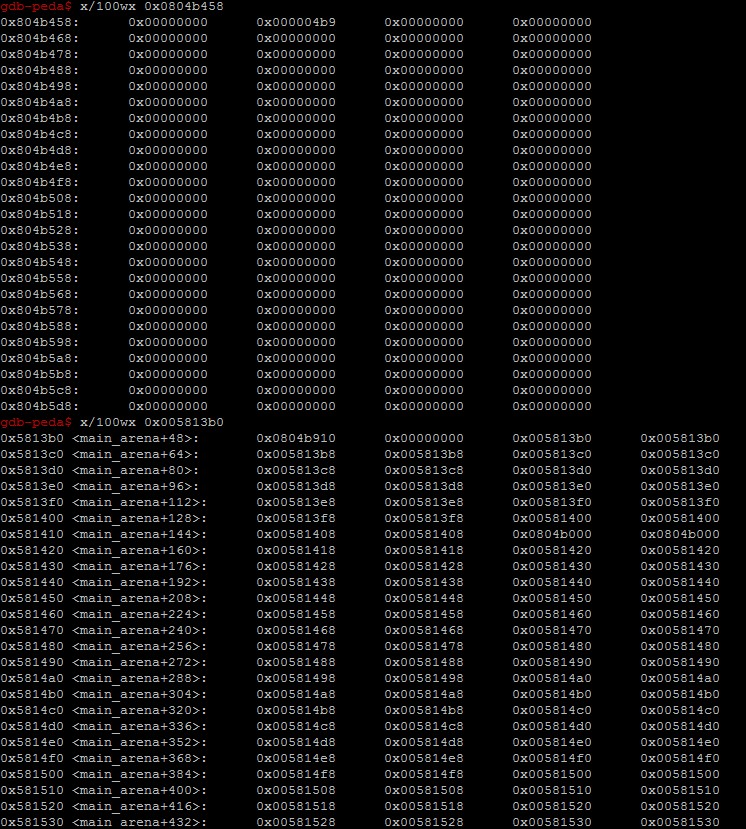 gdb-peda$ x/100wx 0x0804b458
0x804b458: 0x00000000 0x000004b9 0x00000000 0x00000000
0x804b468: 0x00000000 0x00000000 0x00000000 0x00000000
0x804b478: 0x00000000 0x00000000 0x00000000 0x00000000
0x804b488: 0x00000000 0x00000000 0x00000000 0x00000000
0x804b498: 0x00000000 0x00000000 0x00000000 0x00000000
0x804b4a8: 0x00000000 0x00000000 0x00000000 0x00000000
0x804b4b8: 0x00000000 0x00000000 0x00000000 0x00000000
0x804b4c8: 0x00000000 0x00000000 0x00000000 0x00000000
0x804b4d8: 0x00000000 0x00000000 0x00000000 0x00000000
0x804b4e8: 0x00000000 0x00000000 0x00000000 0x00000000
0x804b4f8: 0x00000000 0x00000000 0x00000000 0x00000000
0x804b508: 0x00000000 0x00000000 0x00000000 0x00000000
0x804b518: 0x00000000 0x00000000 0x00000000 0x00000000
0x804b528: 0x00000000 0x00000000 0x00000000 0x00000000
0x804b538: 0x00000000 0x00000000 0x00000000 0x00000000
0x804b548: 0x00000000 0x00000000 0x00000000 0x00000000
0x804b558: 0x00000000 0x00000000 0x00000000 0x00000000
0x804b568: 0x00000000 0x00000000 0x00000000 0x00000000
0x804b578: 0x00000000 0x00000000 0x00000000 0x00000000
0x804b588: 0x00000000 0x00000000 0x00000000 0x00000000
0x804b598: 0x00000000 0x00000000 0x00000000 0x00000000
0x804b5a8: 0x00000000 0x00000000 0x00000000 0x00000000
0x804b5b8: 0x00000000 0x00000000 0x00000000 0x00000000
0x804b5c8: 0x00000000 0x00000000 0x00000000 0x00000000
0x804b5d8: 0x00000000 0x00000000 0x00000000 0x00000000
gdb-peda$ x/100wx 0x005813b0
0x5813b0 <main_arena+48>: 0x0804b910 0x00000000 0x005813b0 0x005813b0
0x5813c0 <main_arena+64>: 0x005813b8 0x005813b8 0x005813c0 0x005813c0
0x5813d0 <main_arena+80>: 0x005813c8 0x005813c8 0x005813d0 0x005813d0
0x5813e0 <main_arena+96>: 0x005813d8 0x005813d8 0x005813e0 0x005813e0
0x5813f0 <main_arena+112>: 0x005813e8 0x005813e8 0x005813f0 0x005813f0
0x581400 <main_arena+128>: 0x005813f8 0x005813f8 0x00581400 0x00581400
0x581410 <main_arena+144>: 0x00581408 0x00581408 0x0804b000 0x0804b000
0x581420 <main_arena+160>: 0x00581418 0x00581418 0x00581420 0x00581420
0x581430 <main_arena+176>: 0x00581428 0x00581428 0x00581430 0x00581430
0x581440 <main_arena+192>: 0x00581438 0x00581438 0x00581440 0x00581440
0x581450 <main_arena+208>: 0x00581448 0x00581448 0x00581450 0x00581450
0x581460 <main_arena+224>: 0x00581458 0x00581458 0x00581460 0x00581460
0x581470 <main_arena+240>: 0x00581468 0x00581468 0x00581470 0x00581470
0x581480 <main_arena+256>: 0x00581478 0x00581478 0x00581480 0x00581480
0x581490 <main_arena+272>: 0x00581488 0x00581488 0x00581490 0x00581490
0x5814a0 <main_arena+288>: 0x00581498 0x00581498 0x005814a0 0x005814a0
0x5814b0 <main_arena+304>: 0x005814a8 0x005814a8 0x005814b0 0x005814b0
0x5814c0 <main_arena+320>: 0x005814b8 0x005814b8 0x005814c0 0x005814c0
0x5814d0 <main_arena+336>: 0x005814c8 0x005814c8 0x005814d0 0x005814d0
0x5814e0 <main_arena+352>: 0x005814d8 0x005814d8 0x005814e0 0x005814e0
0x5814f0 <main_arena+368>: 0x005814e8 0x005814e8 0x005814f0 0x005814f0
0x581500 <main_arena+384>: 0x005814f8 0x005814f8 0x00581500 0x00581500
0x581510 <main_arena+400>: 0x00581508 0x00581508 0x00581510 0x00581510
0x581520 <main_arena+416>: 0x00581518 0x00581518 0x00581520 0x00581520
0x581530 <main_arena+432>: 0x00581528 0x00581528 0x00581530 0x00581530